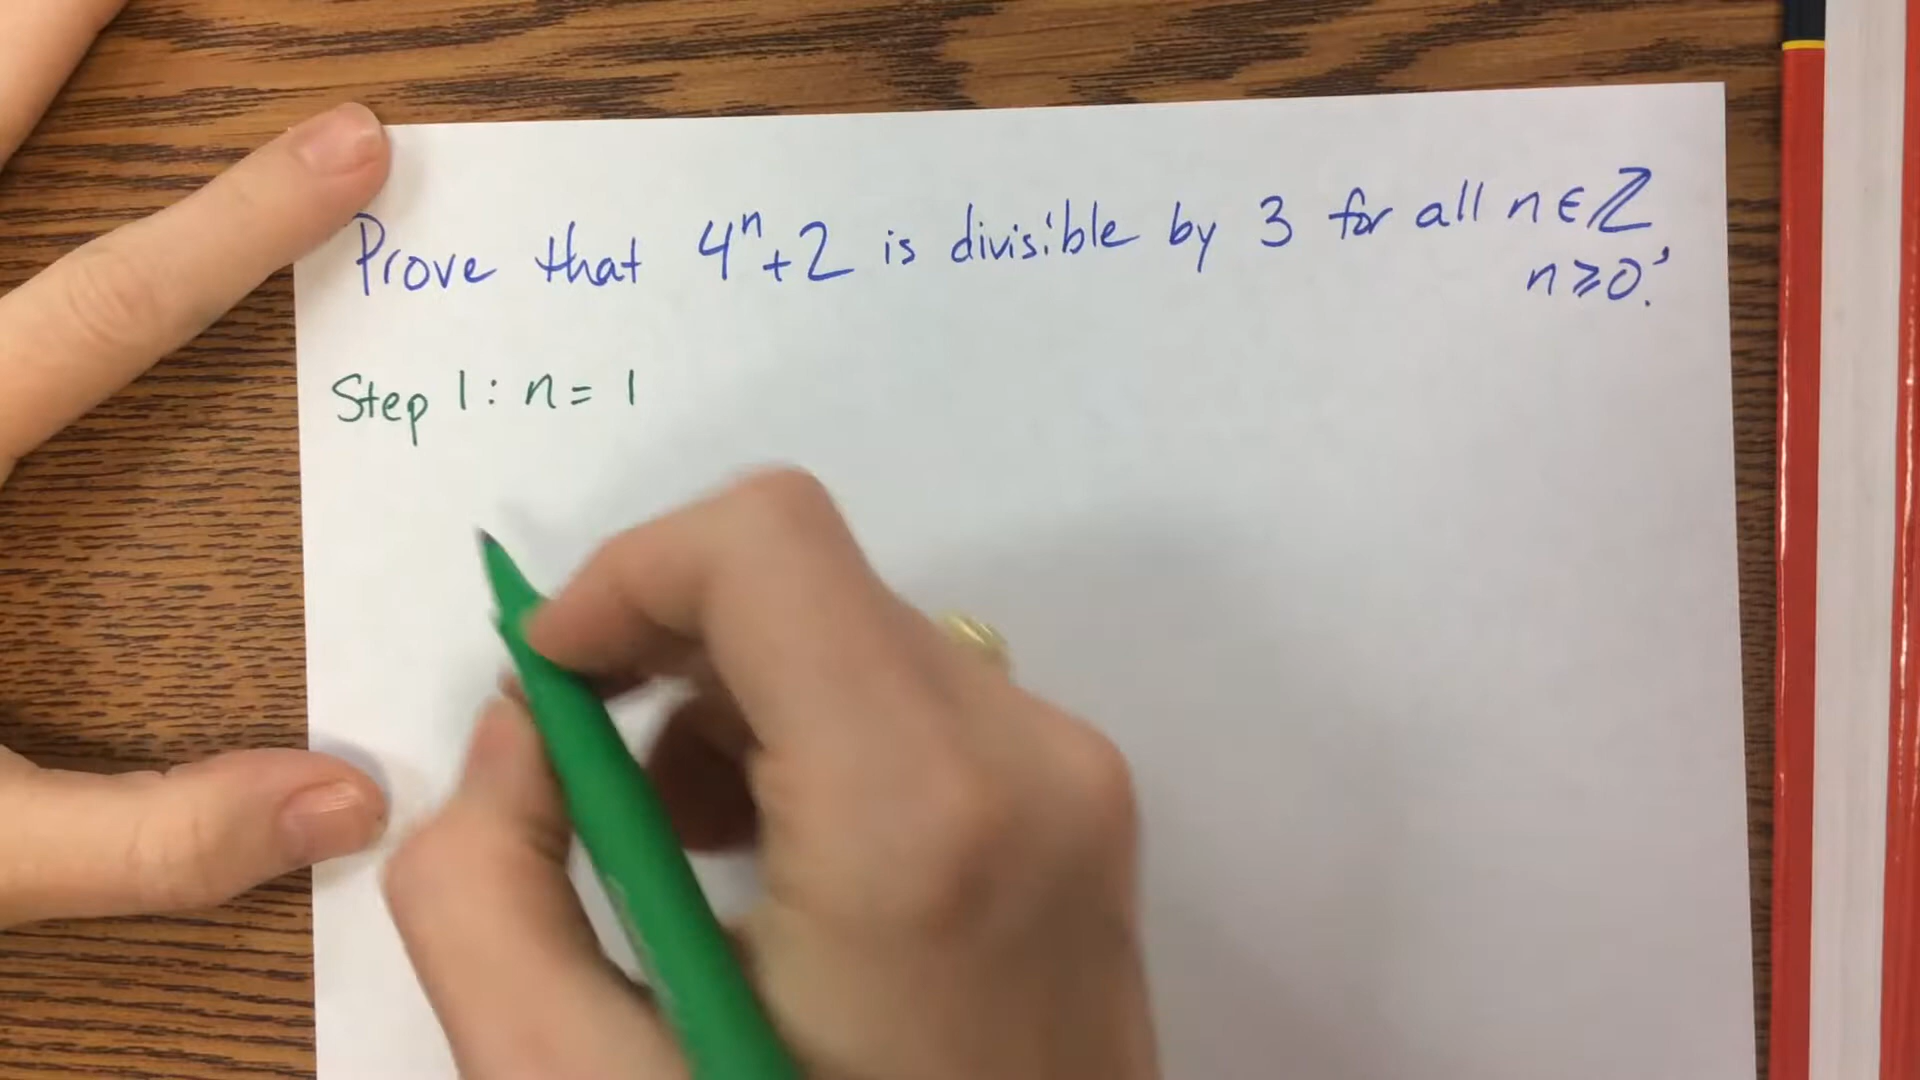 Prove that 4ⁿ+2 is divisible by 3 for all n∈ℤ,
n⩾0.
Step 1: n= 1